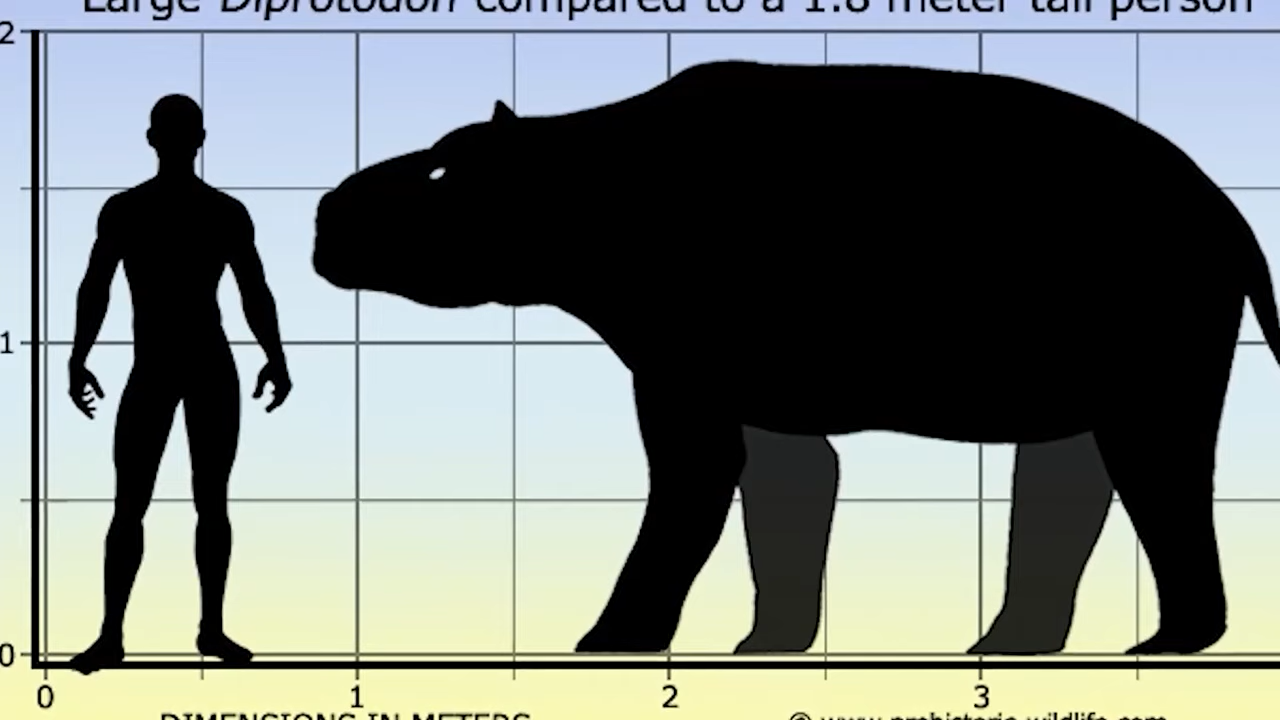 Large Diprotodon compared to a 1.8 meter tall person
2
1
0
0 1 2 3
DIMENSIONS IN METERS © www.prehistoric-wildlife.com